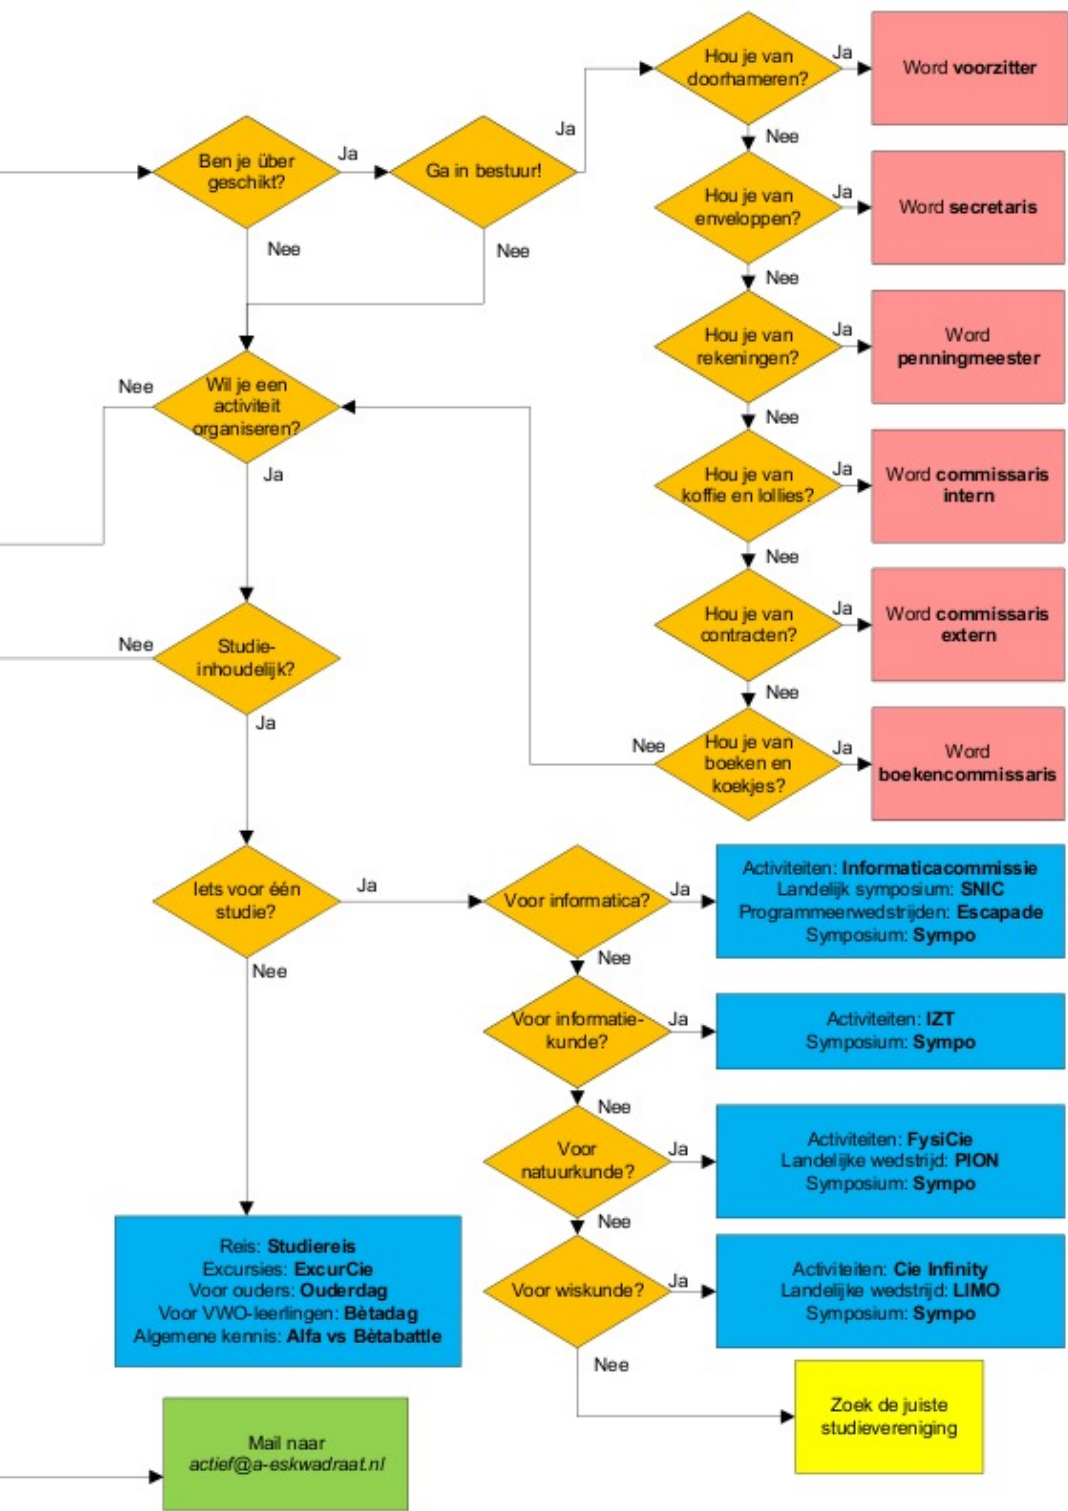 Hou je van
doorhameren?
Ja
Word voorzitter
Nee
Ben je über
geschikt?
Ja
Ga in bestuur!
Ja
Nee
Nee
Hou je van
enveloppen?
Ja
Word secretaris
Nee
Hou je van
rekeningen?
Ja
Word
penningmeester
Nee
Wil je een
activiteit
organiseren?
Nee
Ja
Hou je van
koffie en lollies?
Ja
Word commissaris
intern
Nee
Hou je van
contracten?
Ja
Word commissaris
extern
Nee
Studie-
inhoudelijk?
Nee
Ja
Hou je van
boeken en
koekjes?
Nee
Ja
Word
boekencommissaris
Iets voor één
studie?
Ja
Nee
Voor informatica?
Ja
Activiteiten: Informaticacommissie
Landelijk symposium: SNIC
Programmeerwedstrijden: Escapade
Symposium: Sympo
Nee
Voor informatie-
kunde?
Ja
Activiteiten: IZT
Symposium: Sympo
Nee
Voor
natuurkunde?
Ja
Activiteiten: FysiCie
Landelijke wedstrijd: PION
Symposium: Sympo
Nee
Voor wiskunde?
Ja
Activiteiten: Cie Infinity
Landelijke wedstrijd: LIMO
Symposium: Sympo
Nee
Reis: Studiereis
Excursies: ExcurCie
Voor ouders: Ouderdag
Voor VWO-leerlingen: Bètadag
Algemene kennis: Alfa vs Bètabattle
Zoek de juiste
studievereniging
Mail naar
actief@a-eskwadraat.nl